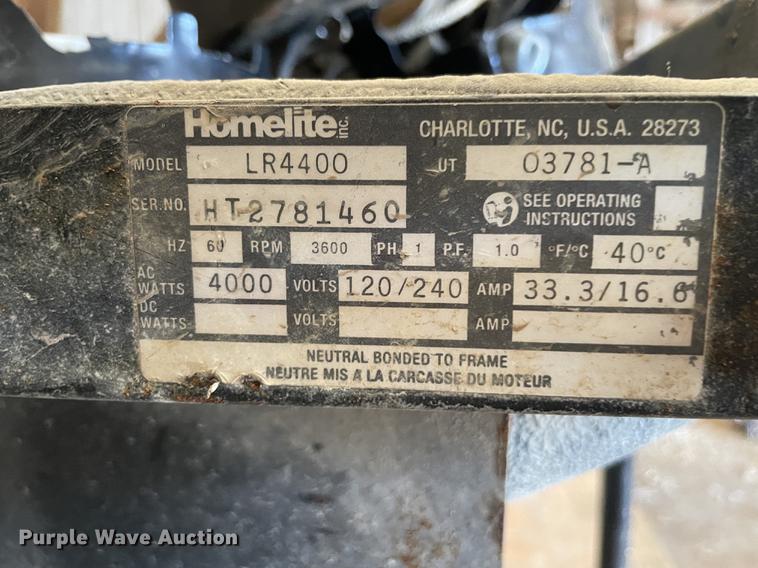 Homelite inc. CHARLOTTE, NC, U.S.A. 28273
MODEL LR4400 UT 03781-A
SER.NO. HT2781460 SEE OPERATING INSTRUCTIONS
HZ 60 RPM 3600 PH 1 P.F. 1.0 °F/°C 40°C
AC WATTS 4000 VOLTS 120/240 AMP 33.3/16.6
DC WATTS VOLTS AMP
NEUTRAL BONDED TO FRAME
NEUTRE MIS A LA CARCASSE DU MOTEUR
Purple Wave Auction